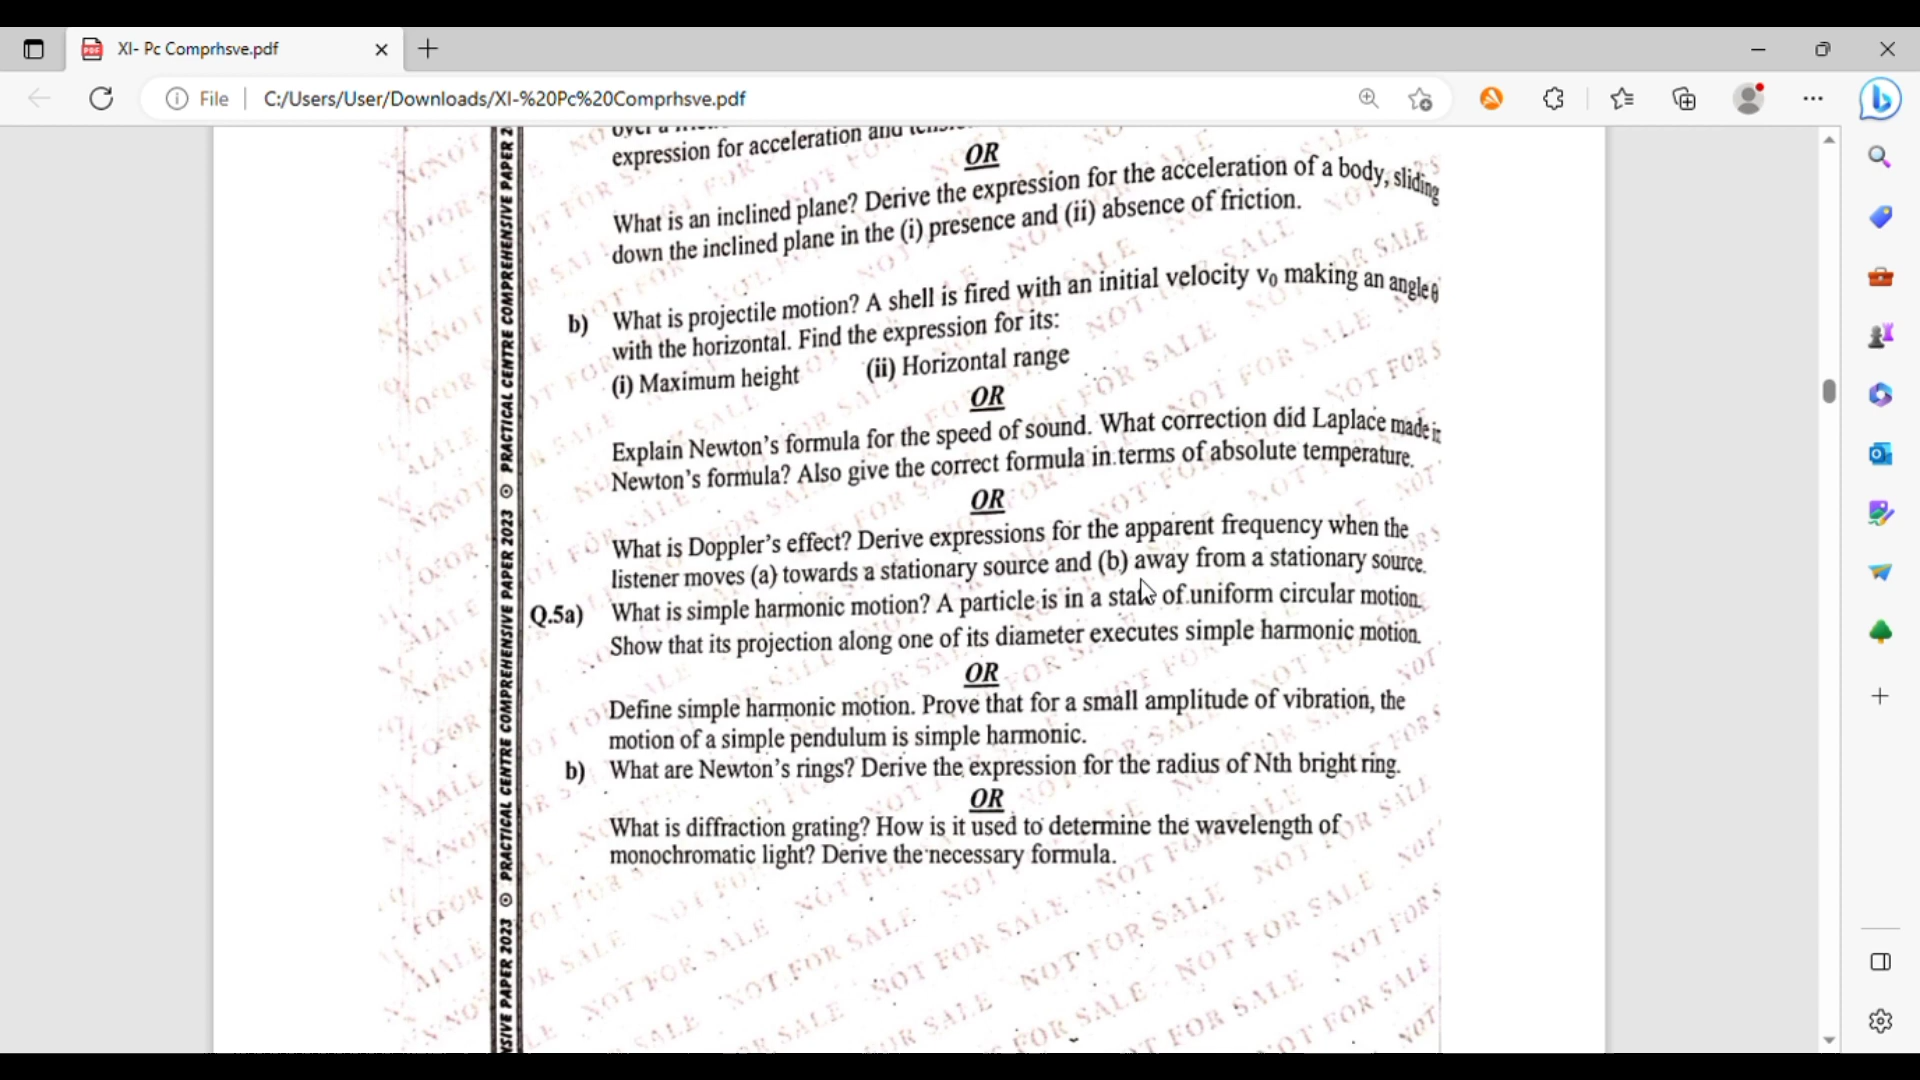 XI- Pc Comprhsve.pdf
File
C:/Users/User/Downloads/XI-%20Pc%20Comprhsve.pdf
expression for acceleration and
OR
What is an inclined plane? Derive the expression for the acceleration of a body, sliding
down the inclined plane in the (i) presence and (ii) absence of friction.
b) What is projectile motion? A shell is fired with an initial velocity v₀ making an angle θ
with the horizontal. Find the expression for its:
(i) Maximum height (ii) Horizontal range
OR
Explain Newton's formula for the speed of sound. What correction did Laplace made in
Newton's formula? Also give the correct formula in terms of absolute temperature.
OR
What is Doppler's effect? Derive expressions for the apparent frequency when the
listener moves (a) towards a stationary source and (b) away from a stationary source.
Q.5a) What is simple harmonic motion? A particle is in a state of uniform circular motion.
Show that its projection along one of its diameter executes simple harmonic motion.
OR
Define simple harmonic motion. Prove that for a small amplitude of vibration, the
motion of a simple pendulum is simple harmonic.
b) What are Newton's rings? Derive the expression for the radius of Nth bright ring.
OR
What is diffraction grating? How is it used to determine the wavelength of
monochromatic light? Derive the necessary formula.
PRACTICAL CENTRE COMPREHENSIVE PAPER 2023
PRACTICAL CENTRE COMPREHENSIVE PAPER
NOT FOR SALE